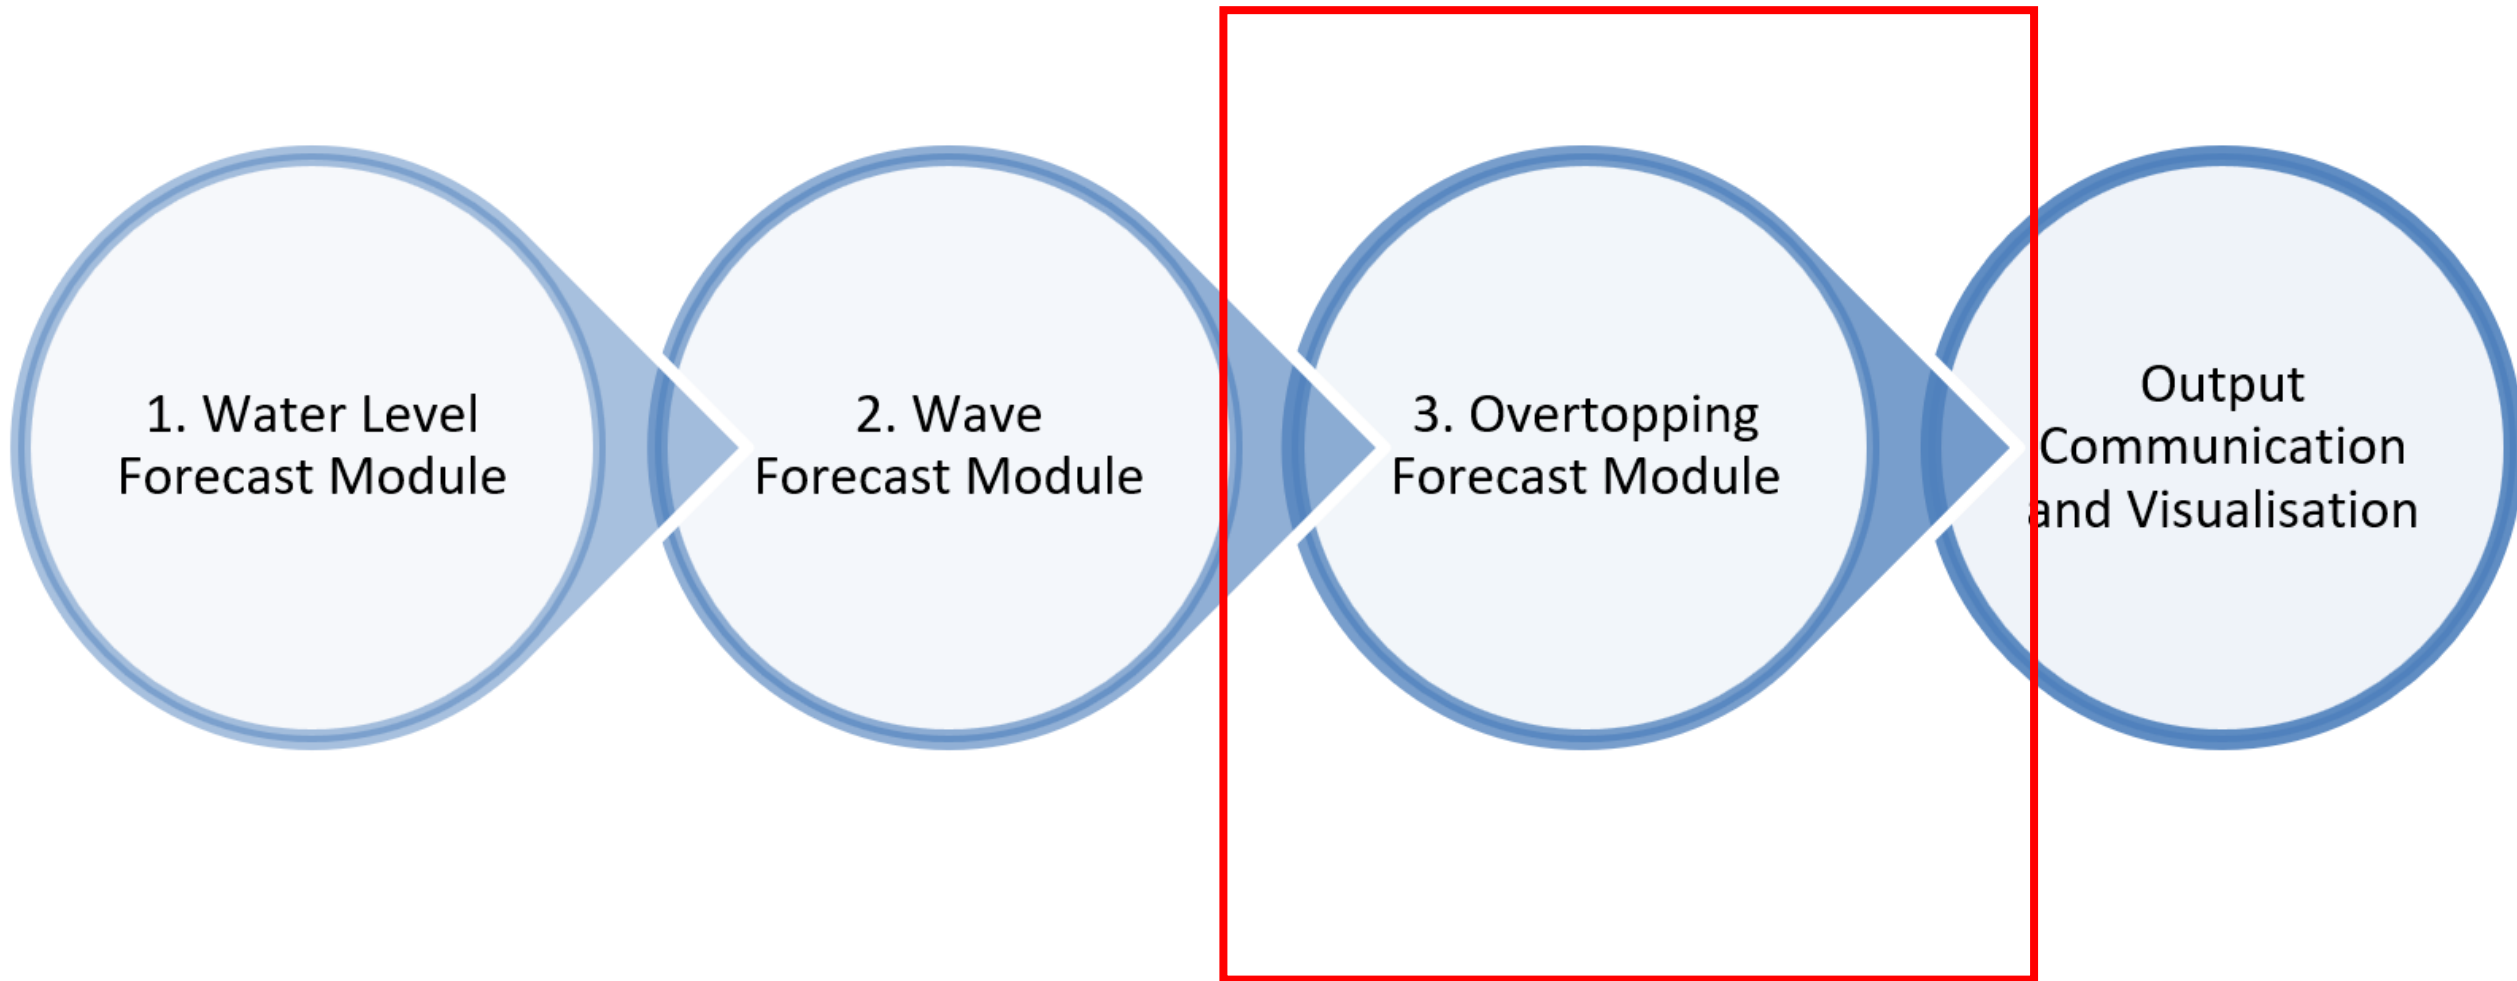 1. Water Level
Forecast Module
2. Wave
Forecast Module
3. Overtopping
Forecast Module
Output
Communication
and Visualisation